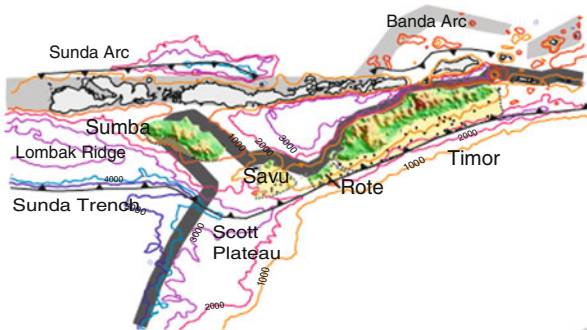 Banda Arc
Sunda Arc
Sumba
1000
2000
3000
Lombak Ridge
Savu
2000
1000
Timor
4000
Rote
Sunda Trench
3000
Scott
Plateau
1000
2000